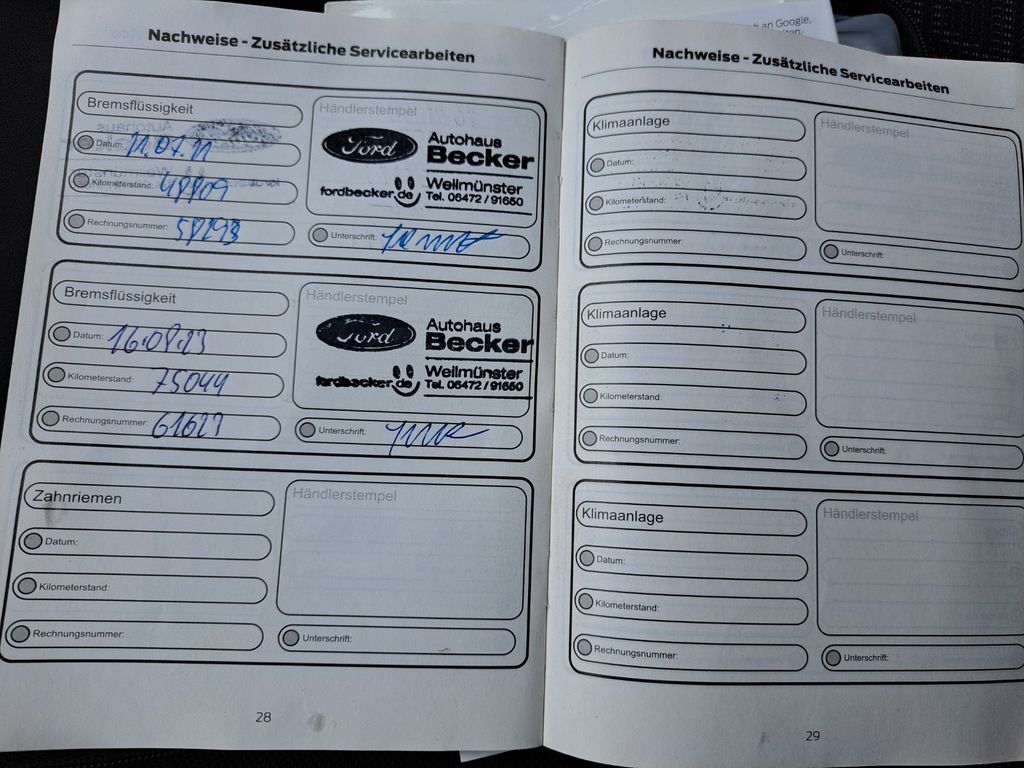 h an Google,
Nachweise - Zusätzliche Servicearbeiten
Bremsflüssigkeit
Datum:
Kilometerstand: 48809
Rechnungsnummer:
Händlerstempel
Ford
Autohaus
Becker
fordbecker.de
Weilmünster
Tel. 06472 / 91650
Unterschrift:
Bremsflüssigkeit
Datum:
Kilometerstand: 75044
Rechnungsnummer: 61627
Händlerstempel
Ford
Autohaus
Becker
fordbecker.de
Weilmünster
Tel. 06472 / 91650
Unterschrift:
Zahnriemen
Datum:
Kilometerstand:
Rechnungsnummer:
Händlerstempel
Unterschrift:
28
Nachweise - Zusätzliche Servicearbeiten
Klimaanlage
Datum:
Kilometerstand:
Rechnungsnummer:
Händlerstempel
Unterschrift:
Klimaanlage
Datum:
Kilometerstand:
Rechnungsnummer:
Händlerstempel
Unterschrift:
Klimaanlage
Datum:
Kilometerstand:
Rechnungsnummer:
Händlerstempel
Unterschrift:
29